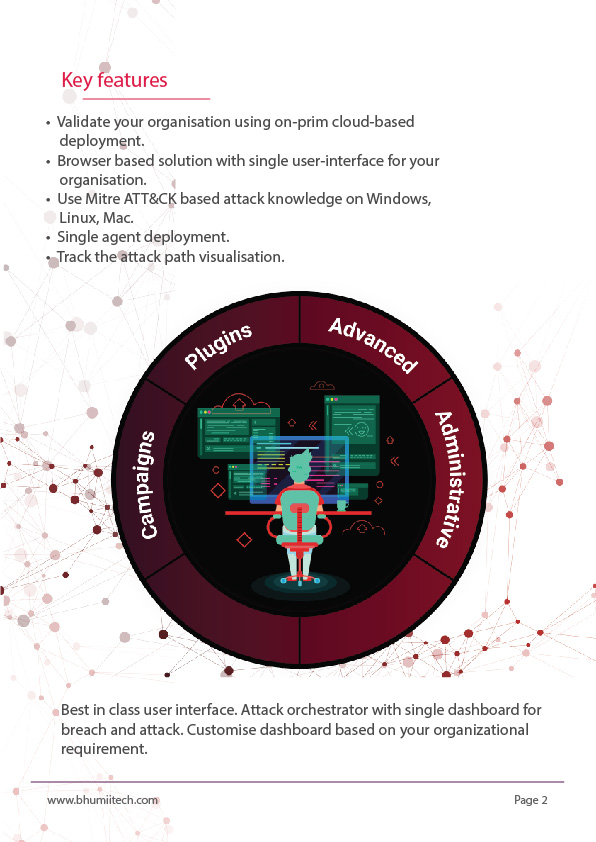 Key features
• Validate your organisation using on-prim cloud-based
deployment.
• Browser based solution with single user-interface for your
organisation.
• Use Mitre ATT&CK based attack knowledge on Windows,
Linux, Mac.
• Single agent deployment.
• Track the attack path visualisation.
Plugins
Advanced
Campaigns
Administrative
Best in class user interface. Attack orchestrator with single dashboard for
breach and attack. Customise dashboard based on your organizational
requirement.
www.bhumiitech.com
Page 2